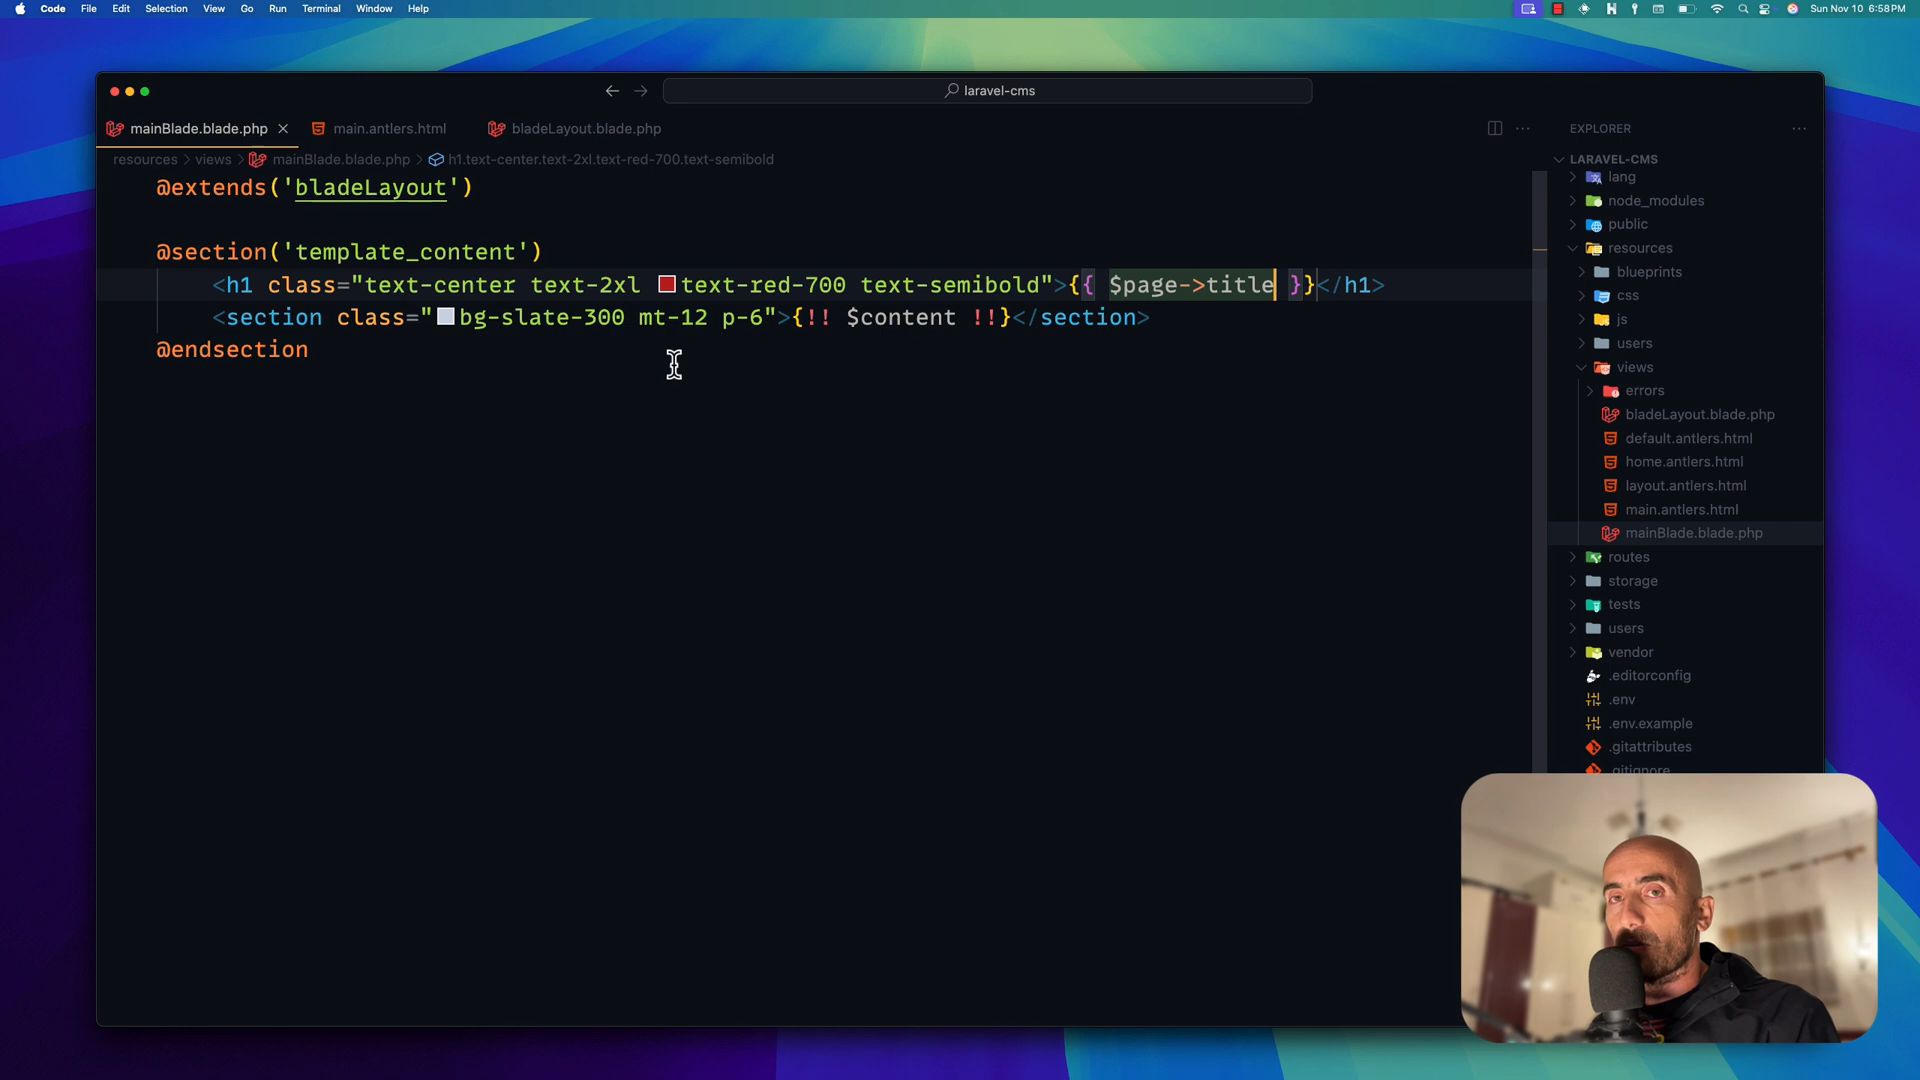 Code File Edit Selection View Go Run Terminal Window Help
Sun Nov 10 6:58 PM
laravel-cms
mainBlade.blade.php
main.antlers.html
bladeLayout.blade.php
resources > views > mainBlade.blade.php > h1.text-center.text-2xl.text-red-700.text-semibold
@extends('bladeLayout')
@section('template_content')
<h1 class="text-center text-2xl text-red-700 text-semibold">{{ $page->title }}</h1>
<section class="bg-slate-300 mt-12 p-6">{!! $content !!}</section>
@endsection
EXPLORER
LARAVEL-CMS
lang
node_modules
public
resources
blueprints
css
js
users
views
errors
bladeLayout.blade.php
default.antlers.html
home.antlers.html
layout.antlers.html
main.antlers.html
mainBlade.blade.php
routes
storage
tests
users
vendor
.editorconfig
.env
.env.example
.gitattributes
.gitignore